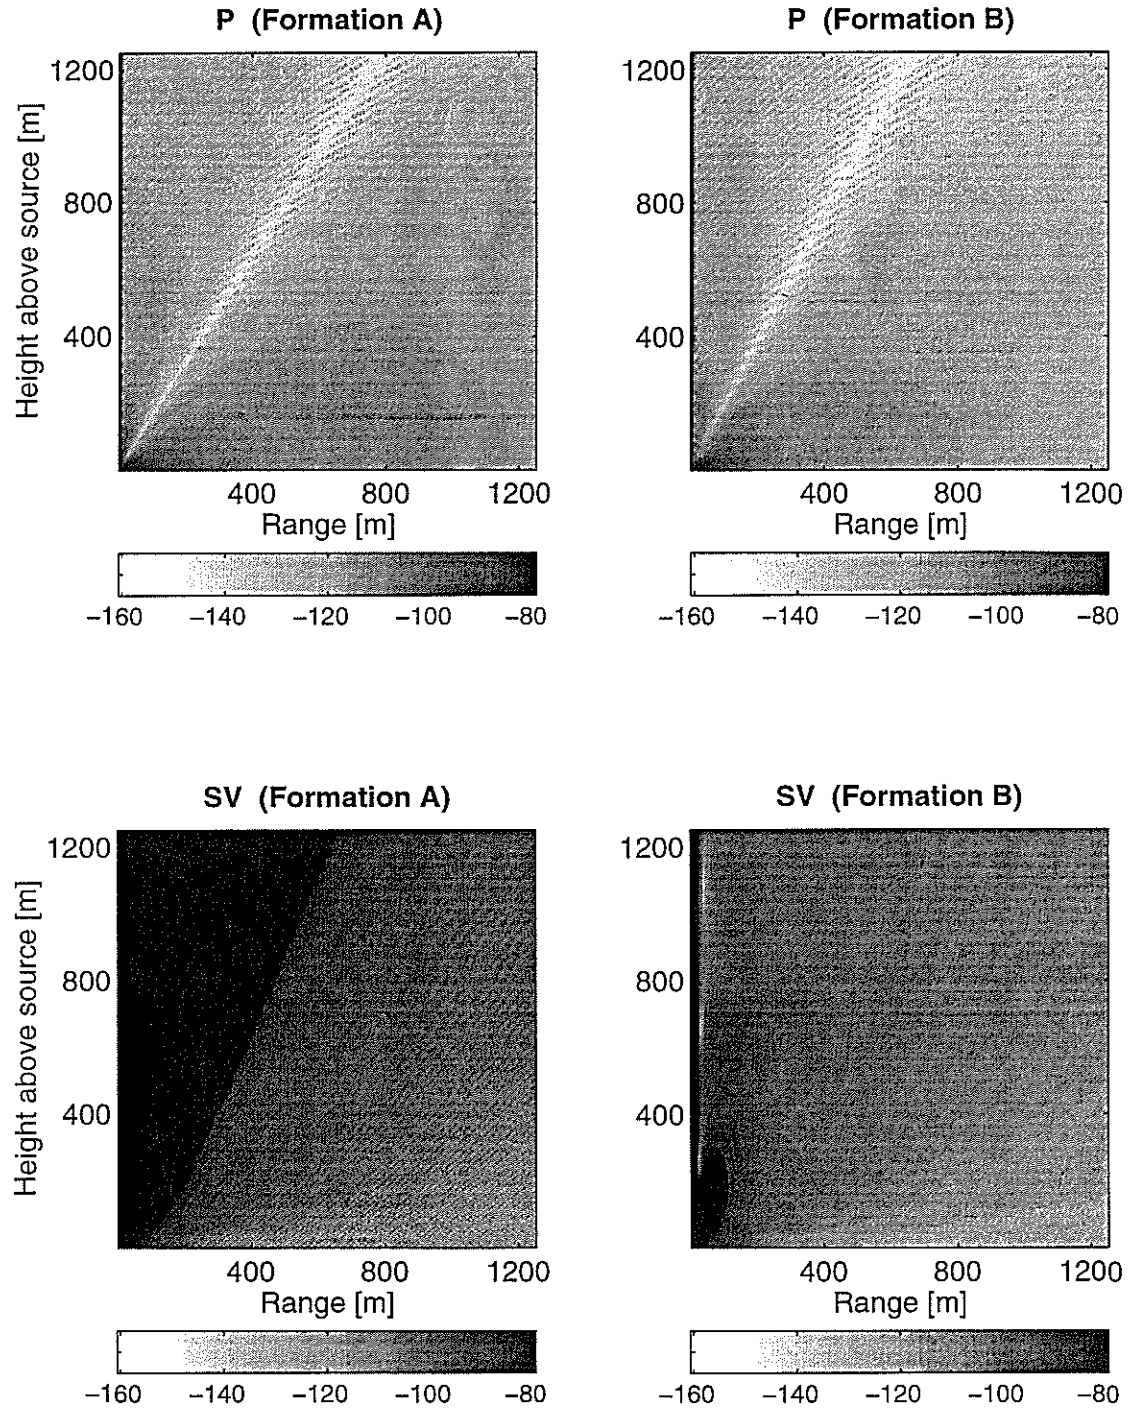 P (Formation A)
P (Formation B)
Height above source [m]
1200
800
400
400 800 1200
Range [m]
−160 −140 −120 −100 −80
1200
800
400
400 800 1200
Range [m]
−160 −140 −120 −100 −80
SV (Formation A)
SV (Formation B)
Height above source [m]
1200
800
400
400 800 1200
Range [m]
−160 −140 −120 −100 −80
1200
800
400
400 800 1200
Range [m]
−160 −140 −120 −100 −80